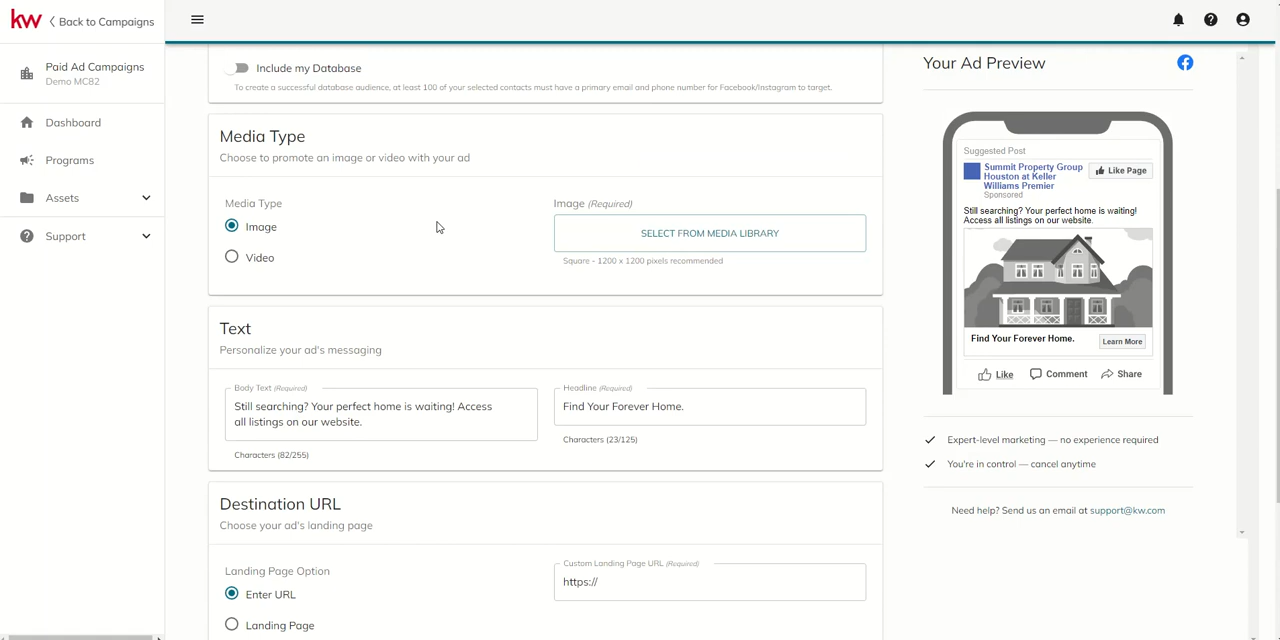 kw
Back to Campaigns
Paid Ad Campaigns
Demo MC82
Dashboard
Programs
Assets
Support
Include my Database
To create a successful database audience, at least 100 of your selected contacts must have a primary email and phone number for Facebook/Instagram to target.
Media Type
Choose to promote an image or video with your ad
Media Type
Image
Video
Image (Required)
SELECT FROM MEDIA LIBRARY
Square - 1200 x 1200 pixels recommended
Text
Personalize your ad's messaging
Body Text (Required)
Still searching? Your perfect home is waiting! Access
all listings on our website.
Characters (82/255)
Headline (Required)
Find Your Forever Home.
Characters (23/125)
Destination URL
Choose your ad's landing page
Landing Page Option
Enter URL
Landing Page
Custom Landing Page URL (Required)
https://
Your Ad Preview
Suggested Post
Summit Property Group
Houston at Keller
Williams Premier
Sponsored
Like Page
Still searching? Your perfect home is waiting!
Access all listings on our website.
Find Your Forever Home.
Learn More
Like
Comment
Share
Expert-level marketing — no experience required
You're in control — cancel anytime
Need help? Send us an email at support@kw.com